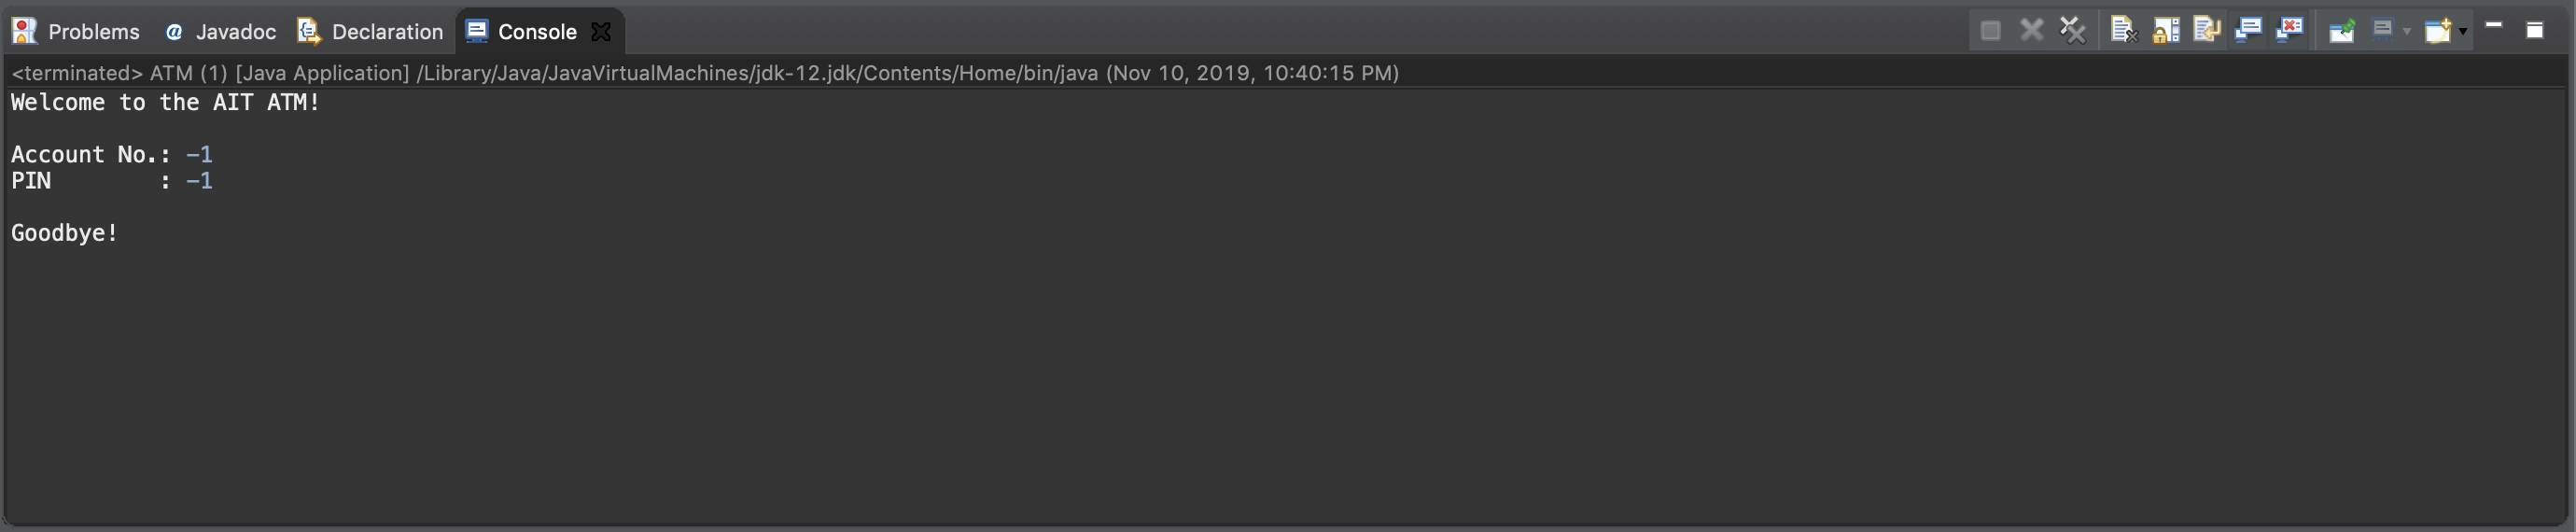 Problems @ Javadoc Declaration Console
<terminated> ATM (1) [Java Application] /Library/Java/JavaVirtualMachines/jdk-12.jdk/Contents/Home/bin/java (Nov 10, 2019, 10:40:15 PM)
Welcome to the AIT ATM!
Account No.: -1
PIN        : -1
Goodbye!